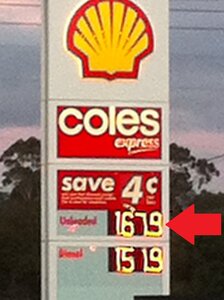 coles
express
save 4c
Unleaded 167.9
Diesel 151.9